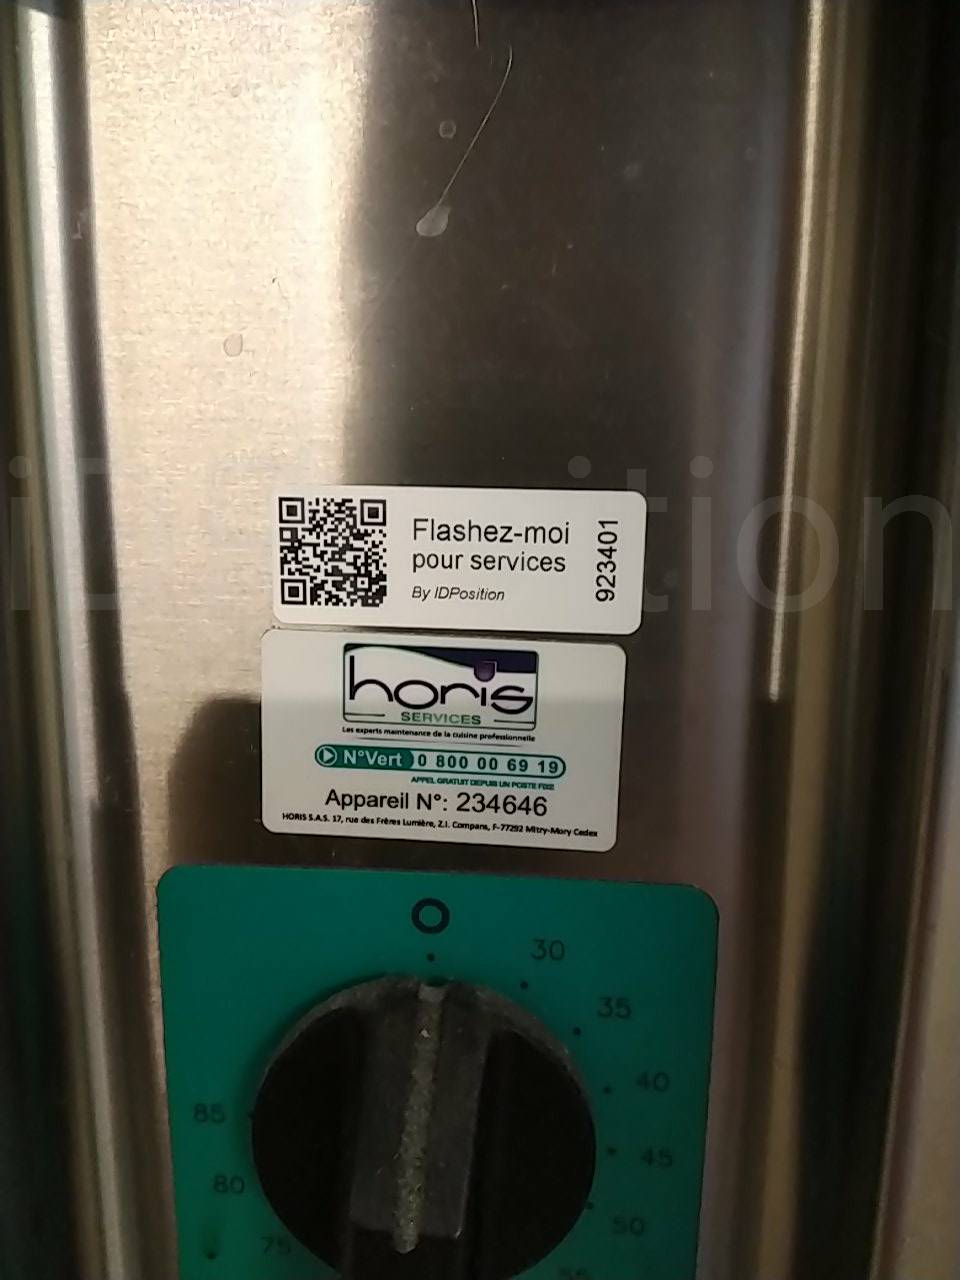 Flashez-moi
pour services
By IDPosition
923401
horis
SERVICES
Les experts maintenance de la cuisine professionnelle
N°Vert 0 800 00 69 19
APPEL GRATUIT DEPUIS UN POSTE FIXE
Appareil N°: 234646
HORIS S.A.S. 17, rue des Frères Lumière, Z.I. Compans, F-77292 Mitry-Mory Cedex
O
30
35
40
85
45
80
50
75